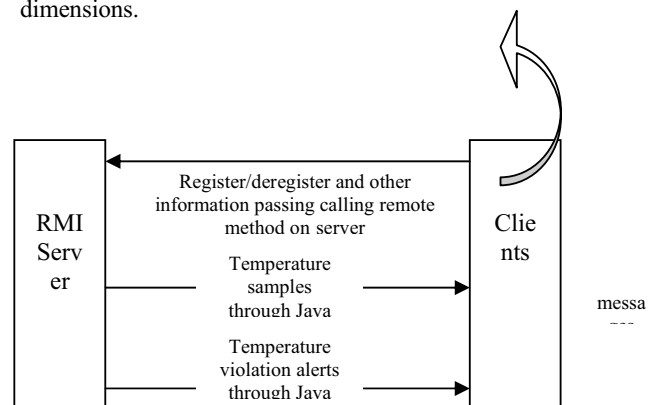 dimensions.
Register/deregister and other
information passing calling remote
method on server
RMI
Serv
er
Clie
nts
Temperature
samples
through Java
messa
Temperature
violation alerts
through Java